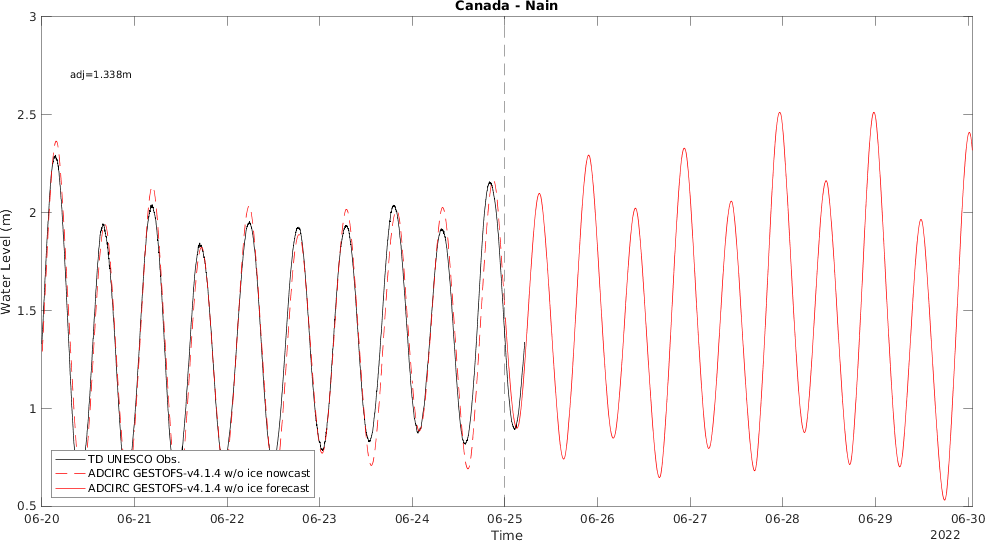 Canada - Nain
3
adj=1.338m
2.5
2
Water Level (m)
1.5
1
TD UNESCO Obs.
ADCIRC GESTOFS-v4.1.4 w/o ice nowcast
ADCIRC GESTOFS-v4.1.4 w/o ice forecast
0.5
06-20 06-21 06-22 06-23 06-24 06-25 06-26 06-27 06-28 06-29 06-30
Time
2022